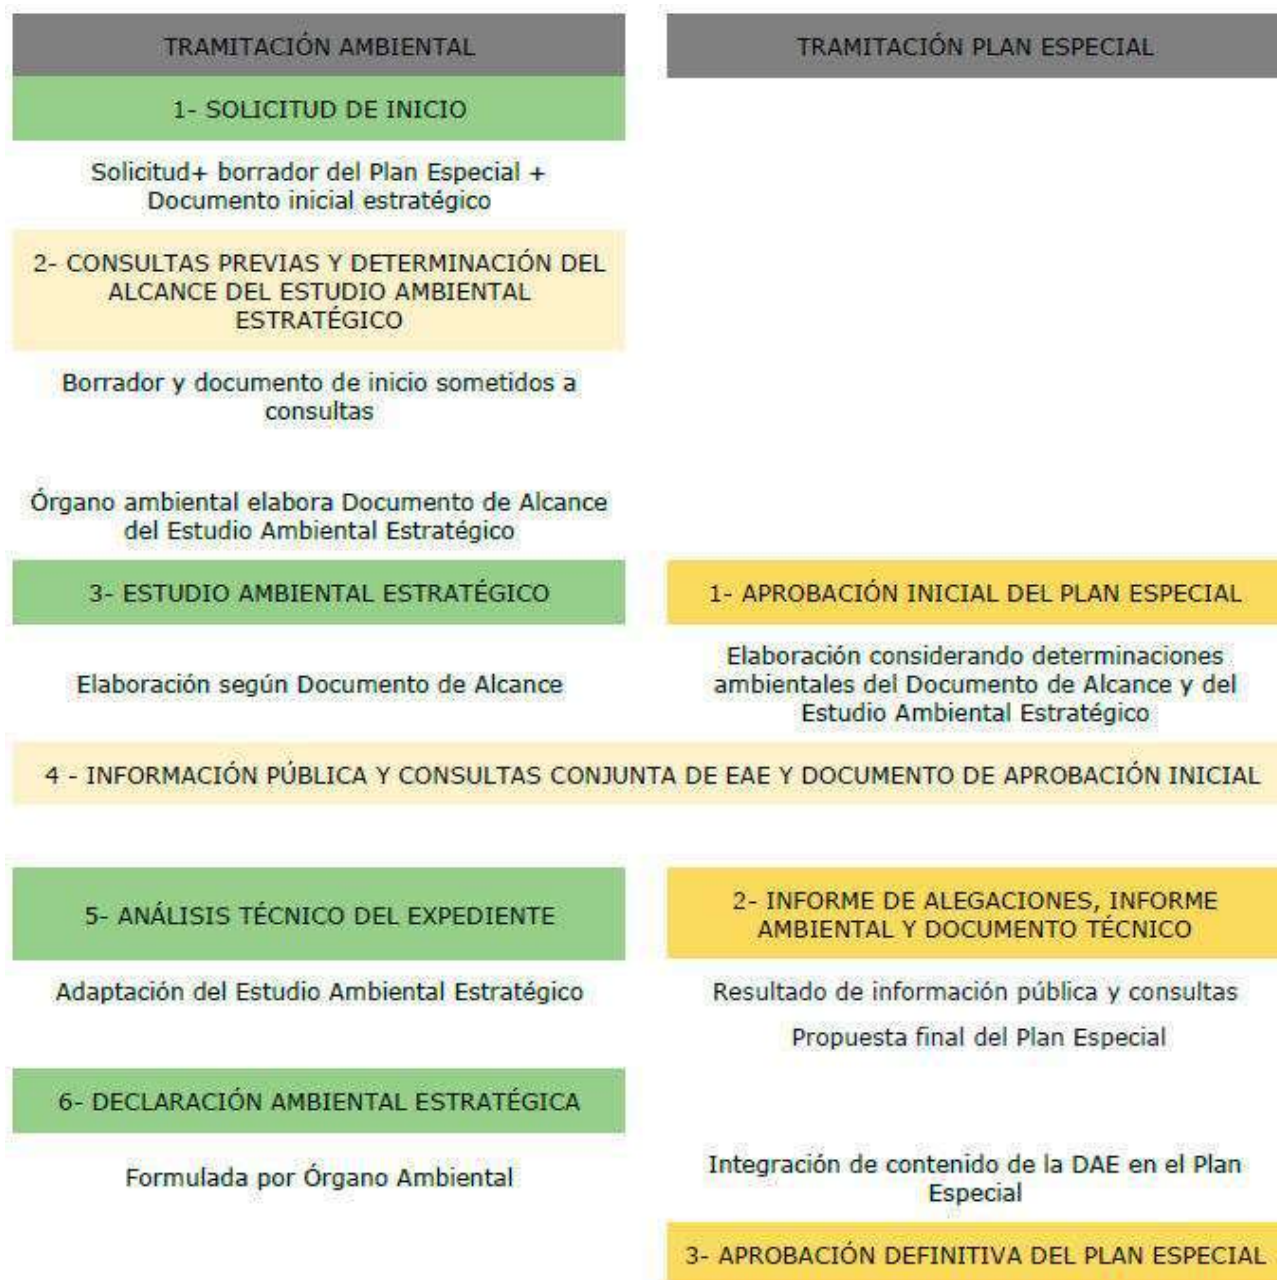 TRAMITACIÓN AMBIENTAL
TRAMITACIÓN PLAN ESPECIAL
1- SOLICITUD DE INICIO
Solicitud+ borrador del Plan Especial +
Documento inicial estratégico
2- CONSULTAS PREVIAS Y DETERMINACIÓN DEL
ALCANCE DEL ESTUDIO AMBIENTAL
ESTRATÉGICO
Borrador y documento de inicio sometidos a
consultas
Órgano ambiental elabora Documento de Alcance
del Estudio Ambiental Estratégico
3- ESTUDIO AMBIENTAL ESTRATÉGICO
1- APROBACIÓN INICIAL DEL PLAN ESPECIAL
Elaboración según Documento de Alcance
Elaboración considerando determinaciones
ambientales del Documento de Alcance y del
Estudio Ambiental Estratégico
4 - INFORMACIÓN PÚBLICA Y CONSULTAS CONJUNTA DE EAE Y DOCUMENTO DE APROBACIÓN INICIAL
5- ANÁLISIS TÉCNICO DEL EXPEDIENTE
2- INFORME DE ALEGACIONES, INFORME
AMBIENTAL Y DOCUMENTO TÉCNICO
Adaptación del Estudio Ambiental Estratégico
Resultado de información pública y consultas
Propuesta final del Plan Especial
6- DECLARACIÓN AMBIENTAL ESTRATÉGICA
Formulada por Órgano Ambiental
Integración de contenido de la DAE en el Plan
Especial
3- APROBACIÓN DEFINITIVA DEL PLAN ESPECIAL